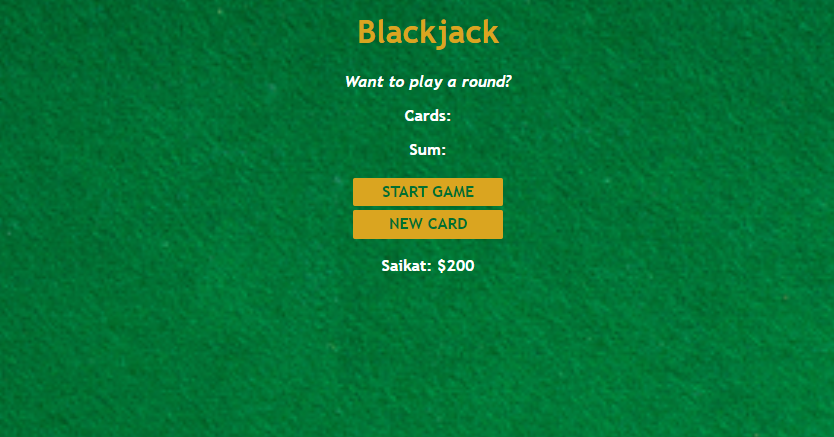 Blackjack
Want to play a round?
Cards:
Sum:
START GAME
NEW CARD
Saikat: $200